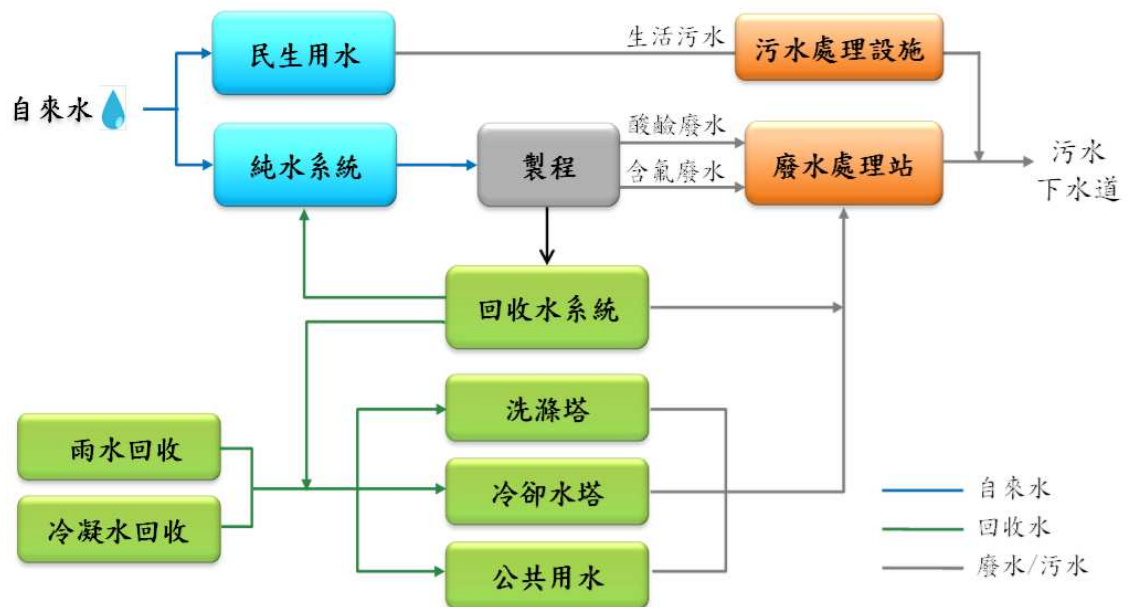 民生用水
生活污水
污水處理設施
自來水
純水系統
製程
酸鹼廢水
含氟廢水
廢水處理站
污水
下水道
回收水系統
洗滌塔
雨水回收
冷卻水塔
冷凝水回收
公共用水
自來水
回收水
廢水/污水